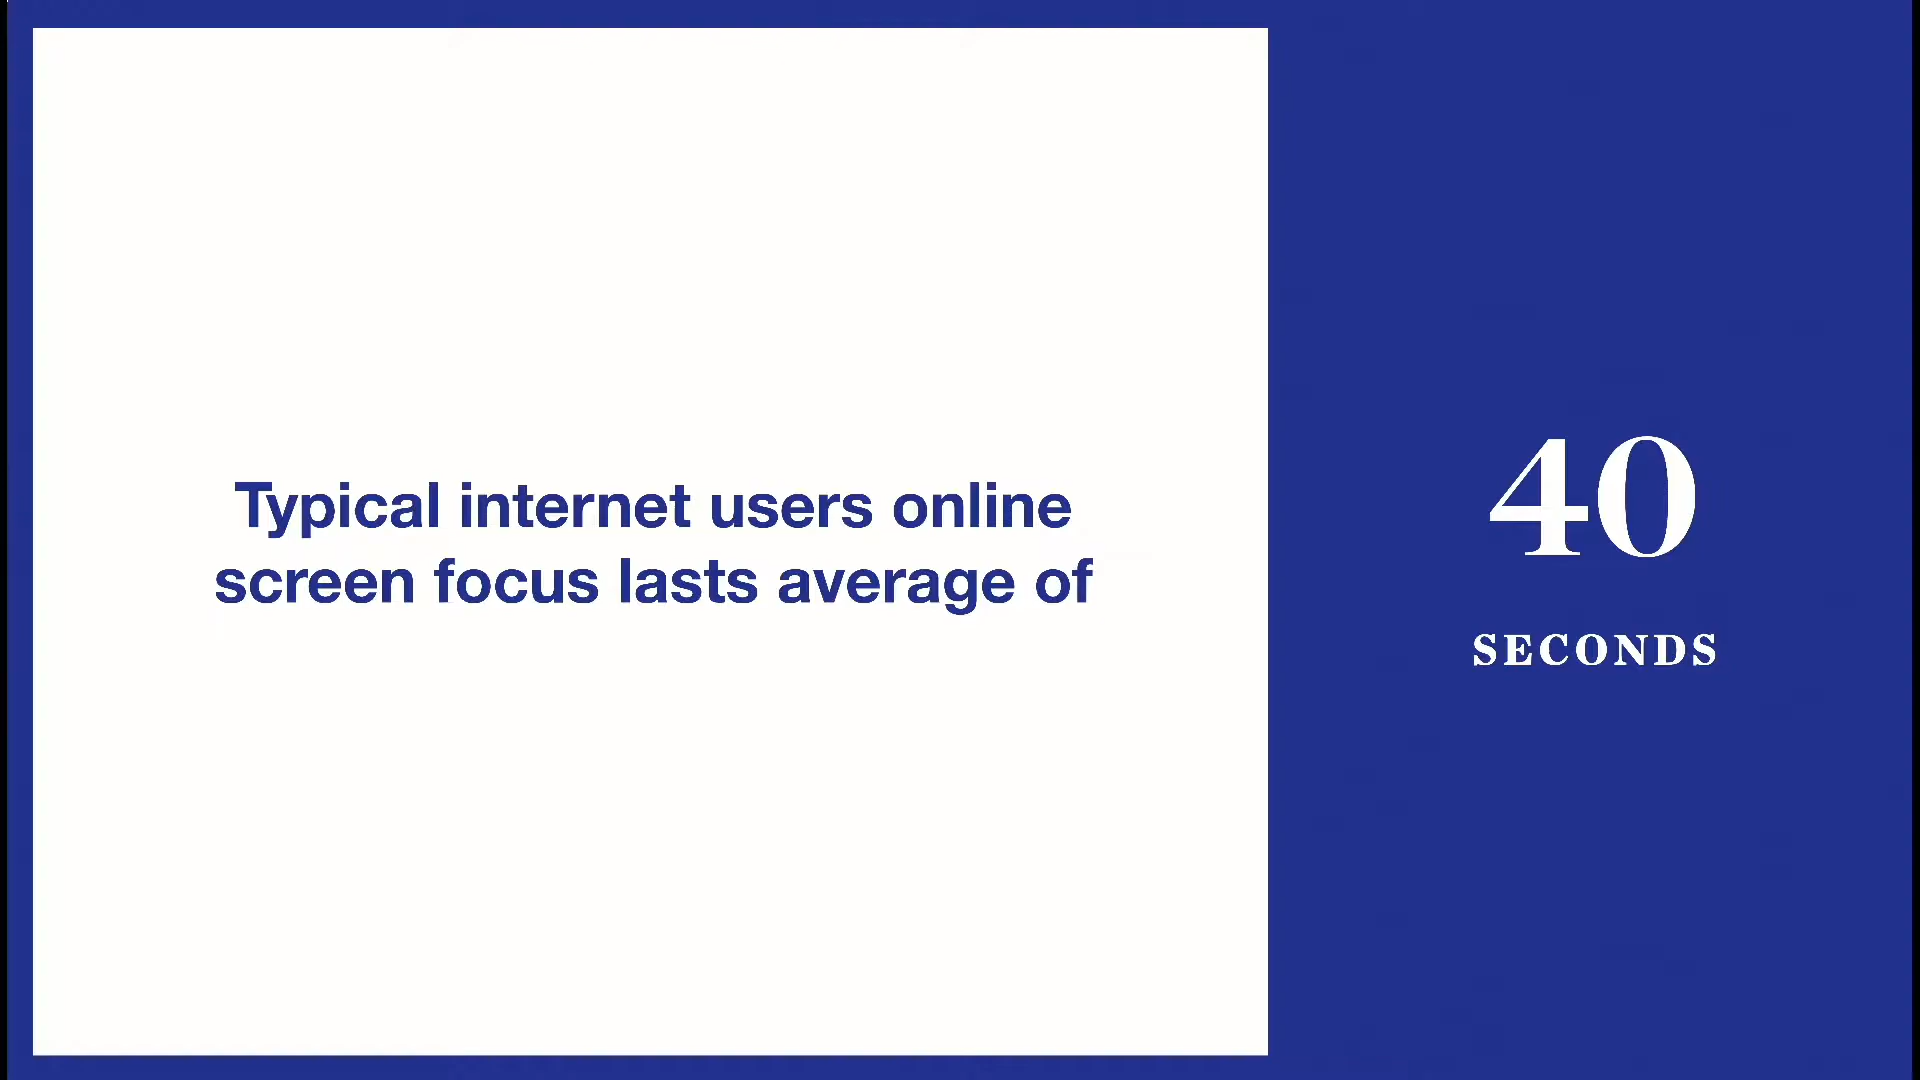 Typical internet users online
screen focus lasts average of
40
SECONDS